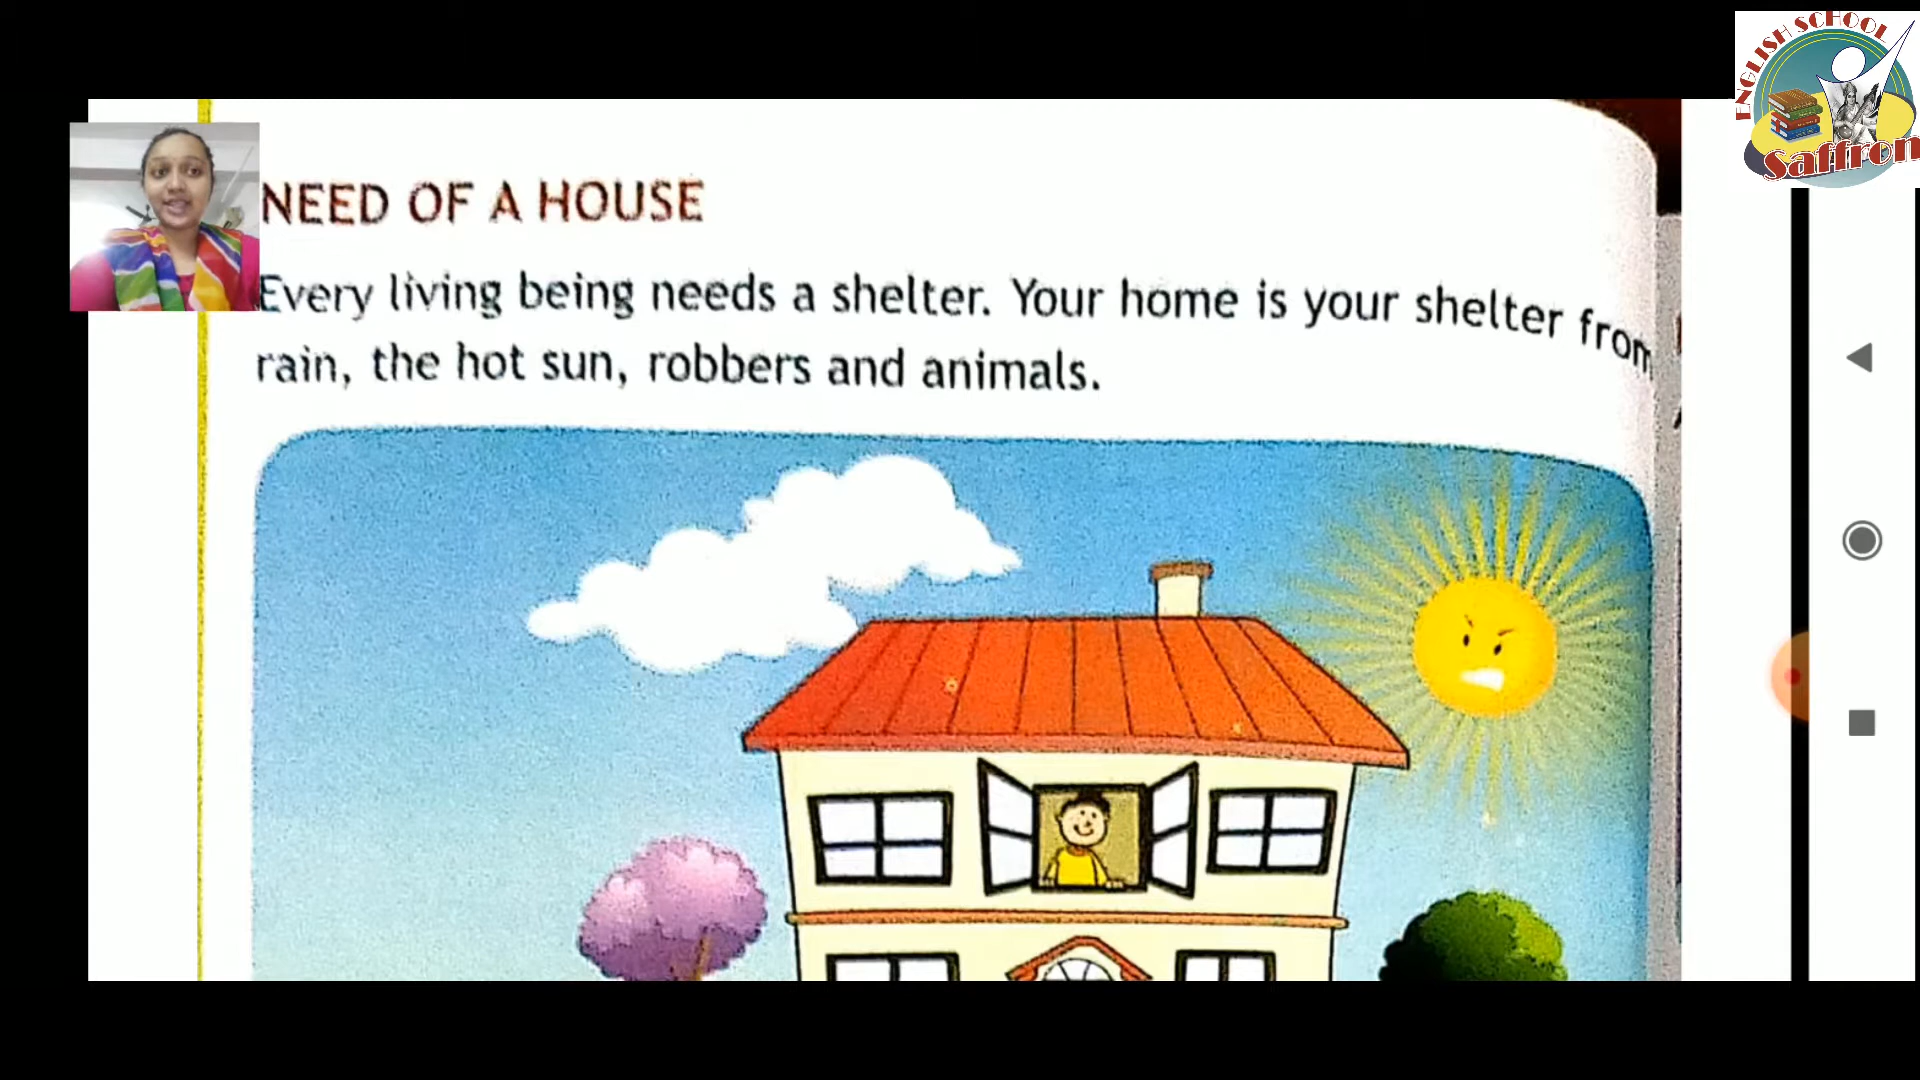 ENGLISH SCHOOL
Saffron
NEED OF A HOUSE
Every living being needs a shelter. Your home is your shelter from
rain, the hot sun, robbers and animals.